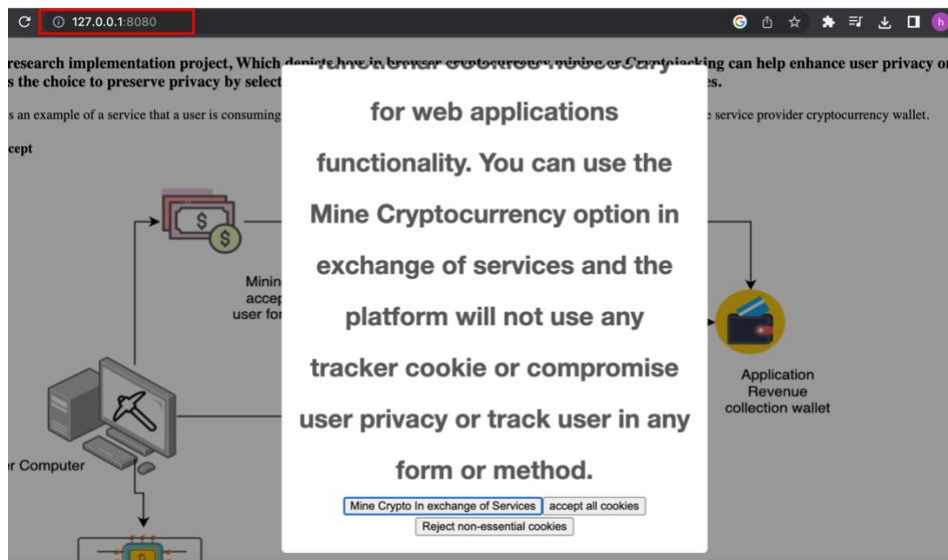 127.0.0.1:8080
h
research implementation project, Which depicts how in browser cryptocurrency mining or Cryptojacking can help enhance user privacy or
s the choice to preserve privacy by select
es.
s an example of a service that a user is consuming
e service provider cryptocurrency wallet.
cept
for web applications
functionality. You can use the
Mine Cryptocurrency option in
exchange of services and the
platform will not use any
tracker cookie or compromise
user privacy or track user in any
form or method.
Mine Crypto In exchange of Services
accept all cookies
Reject non-essential cookies
$
$
Minin
accep
user for
r Computer
Application
Revenue
collection wallet